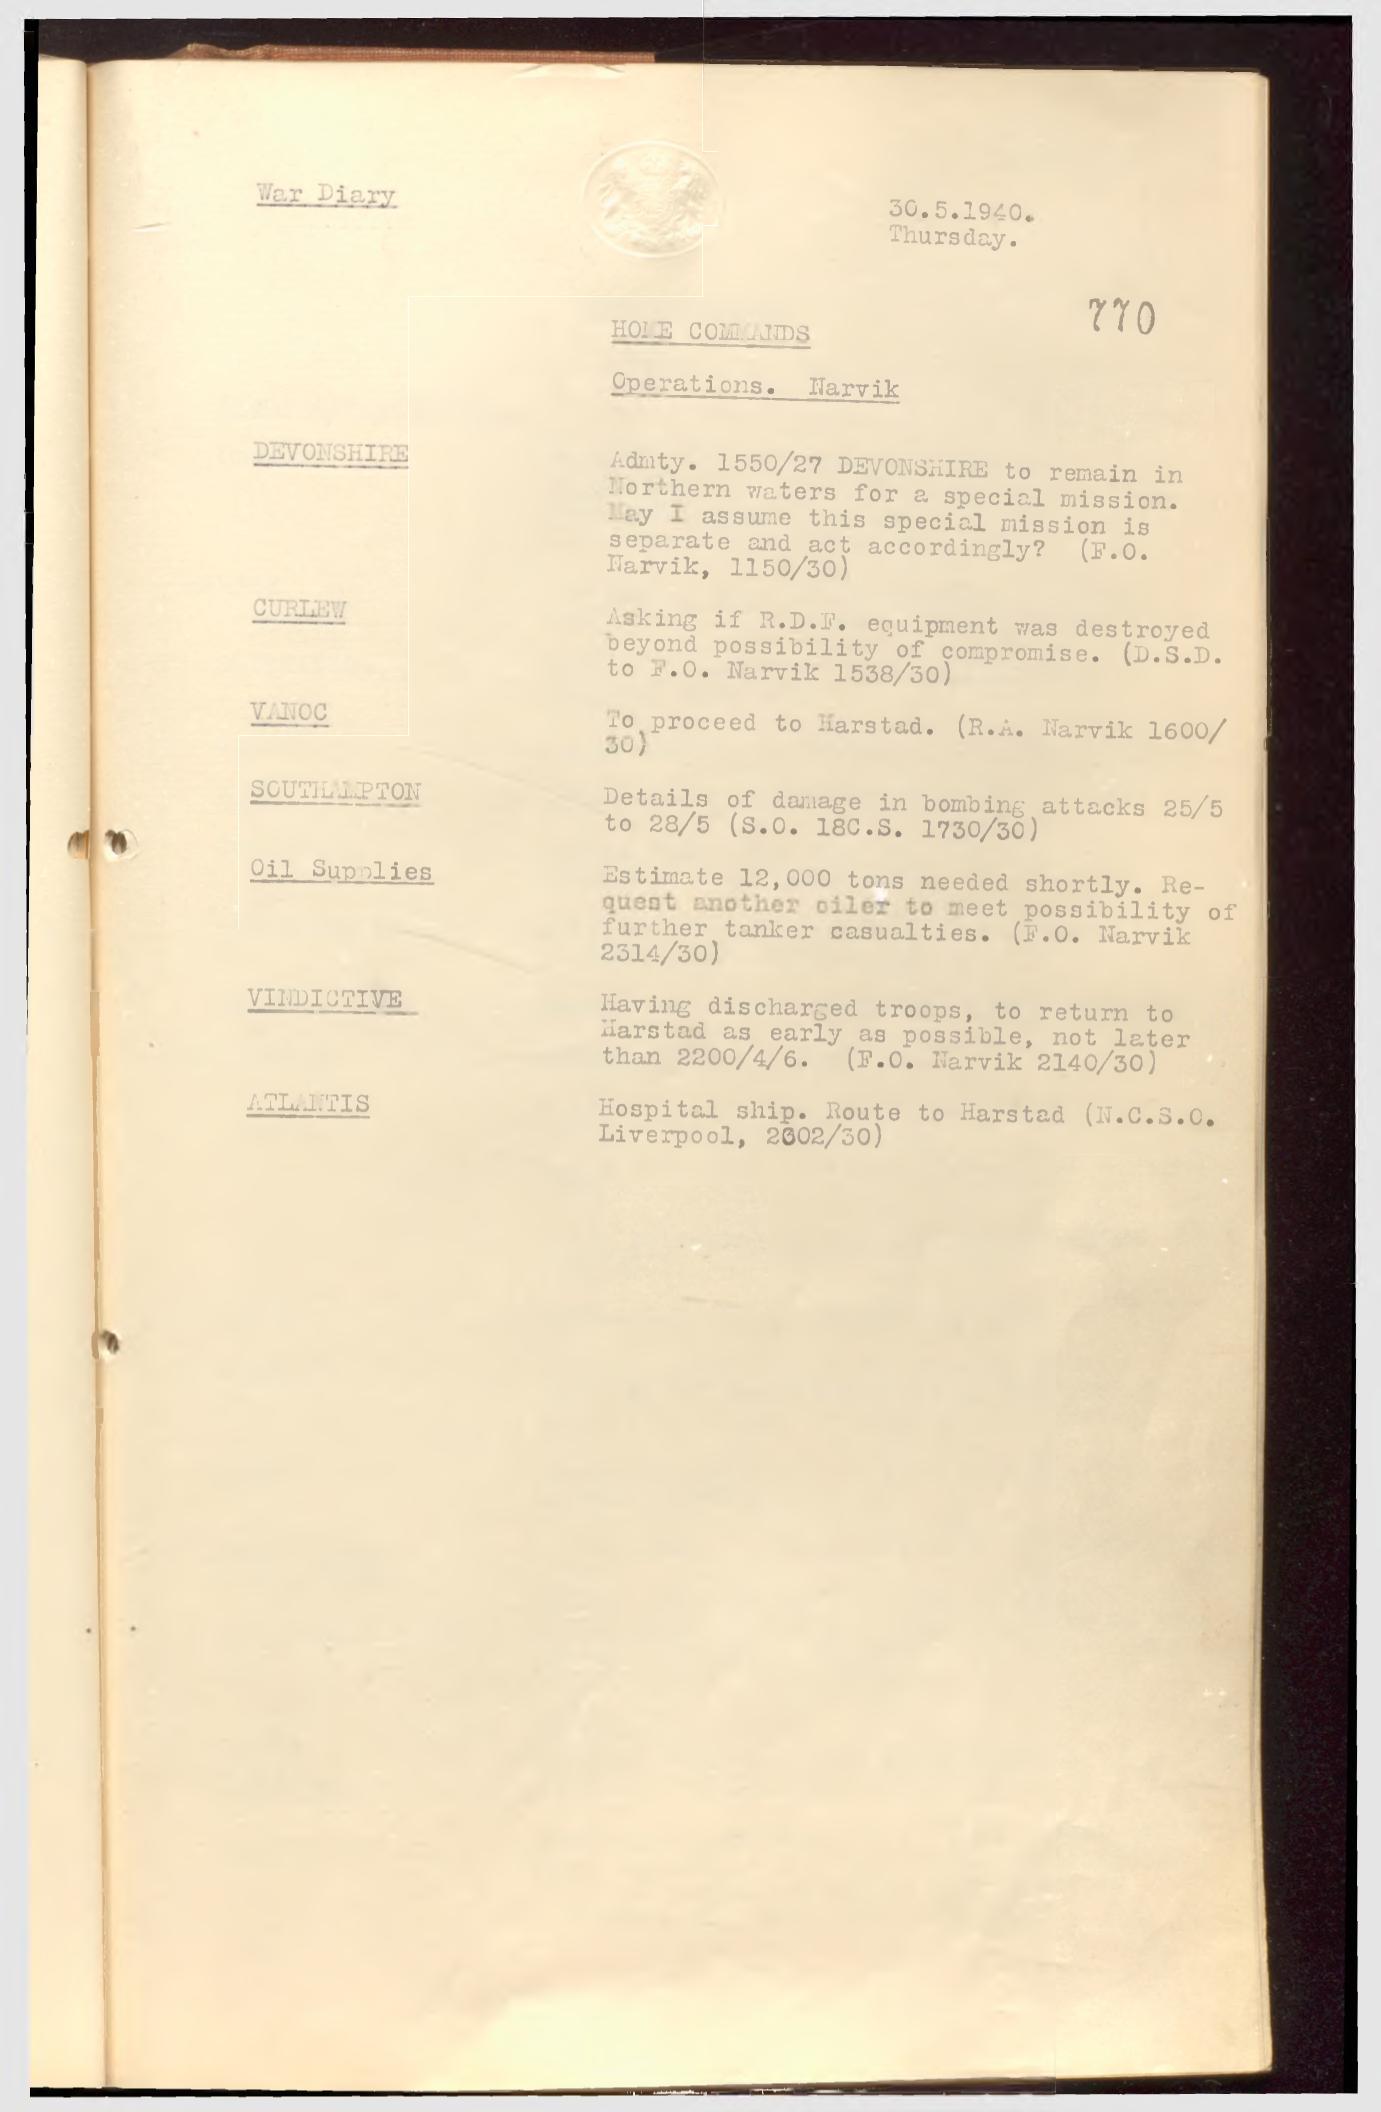 War Diary
30.5.1940.
Thursday.
770
HOME COMMANDS
Operations. Narvik
DEVONSHIRE
Admty. 1550/27 DEVONSHIRE to remain in
Northern waters for a special mission.
May I assume this special mission is
separate and act accordingly? (F.O.
Narvik, 1150/30)
CURLEW
Asking if R.D.F. equipment was destroyed
beyond possibility of compromise. (D.S.D.
to F.O. Narvik 1538/30)
VANOC
To proceed to Harstad. (R.A. Narvik 1600/
30)
SOUTHAMPTON
Details of damage in bombing attacks 25/5
to 28/5 (S.O. 18C.S. 1730/30)
Oil Supplies
Estimate 12,000 tons needed shortly. Re-
quest another oiler to meet possibility of
further tanker casualties. (F.O. Narvik
2314/30)
VINDICTIVE
Having discharged troops, to return to
Harstad as early as possible, not later
than 2200/4/6. (F.O. Narvik 2140/30)
ATLANTIS
Hospital ship. Route to Harstad (N.C.S.O.
Liverpool,